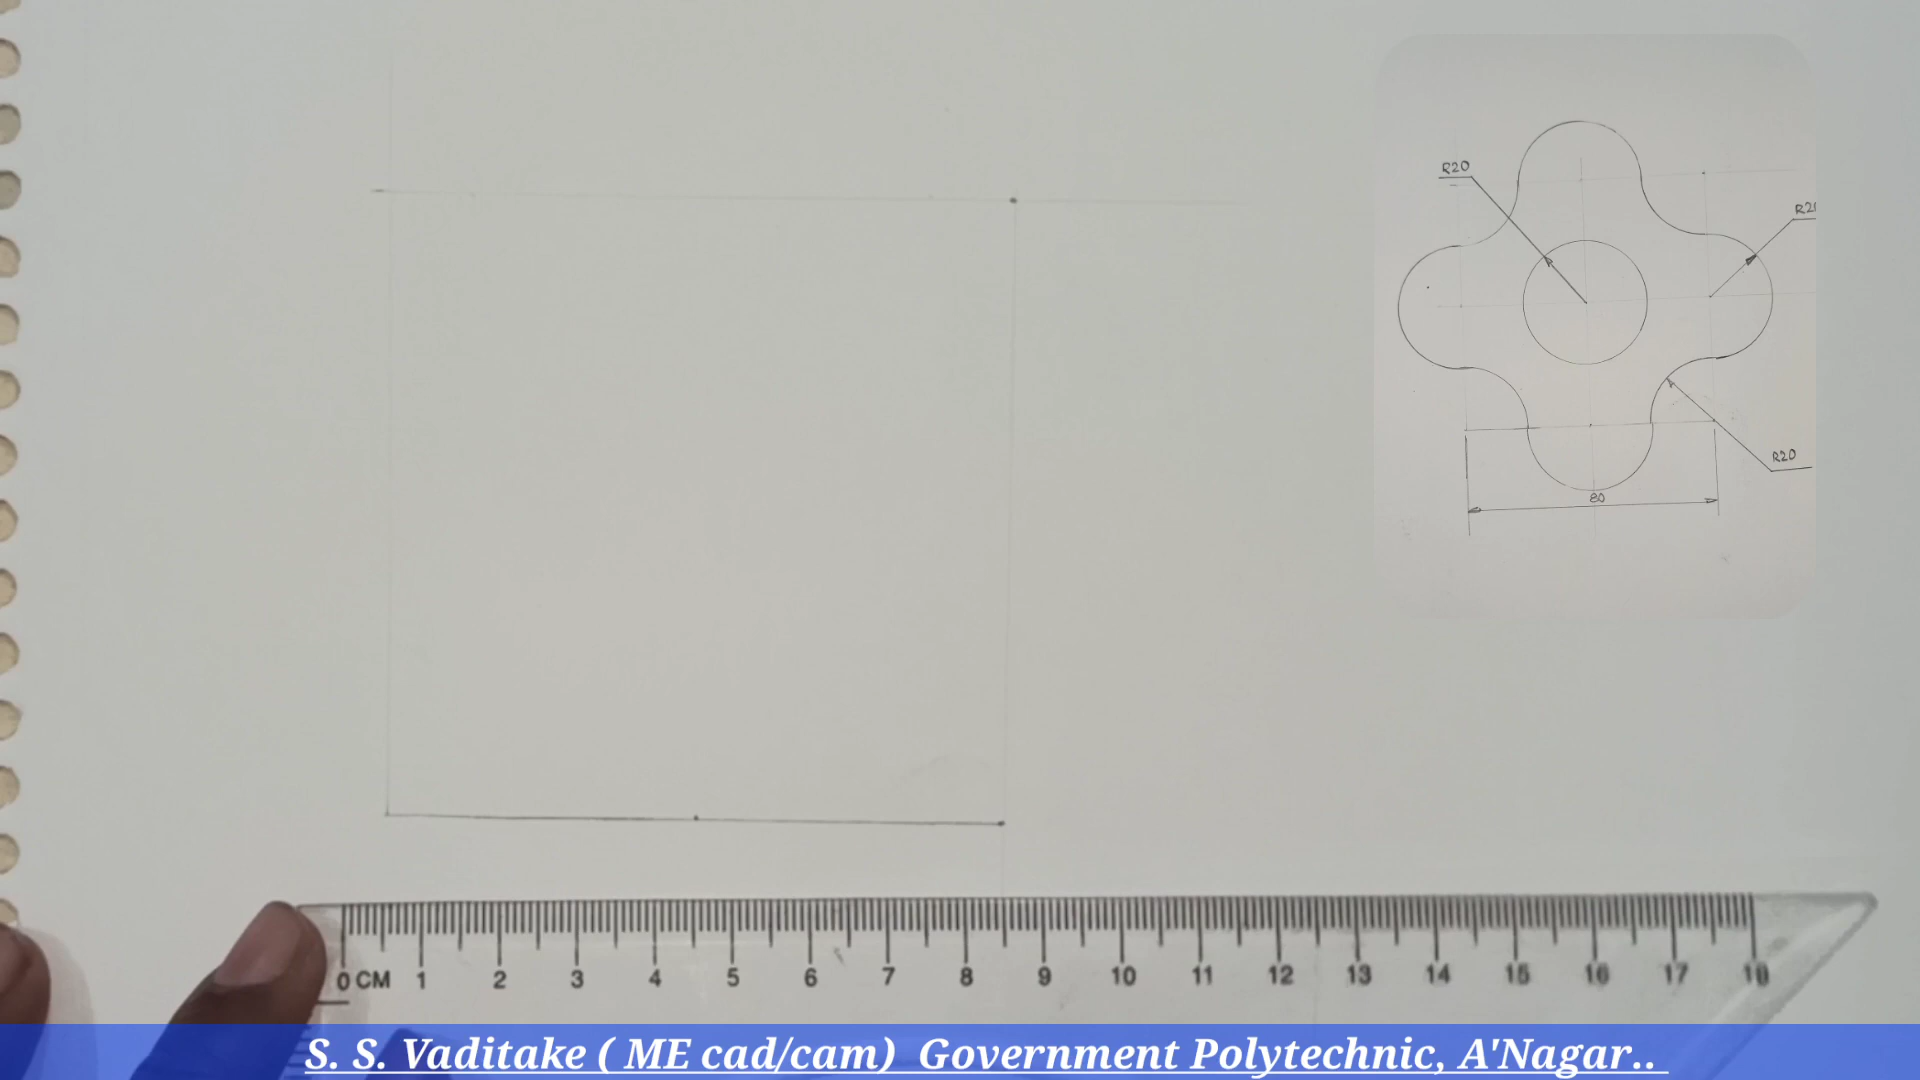 R20
R2
R20
80
0 CM 1 2 3 4 5 6 7 8 9 10 11 12 13 14 15 16 17 18
S. S. Vaditake ( ME cad/cam) Government Polytechnic, A'Nagar..